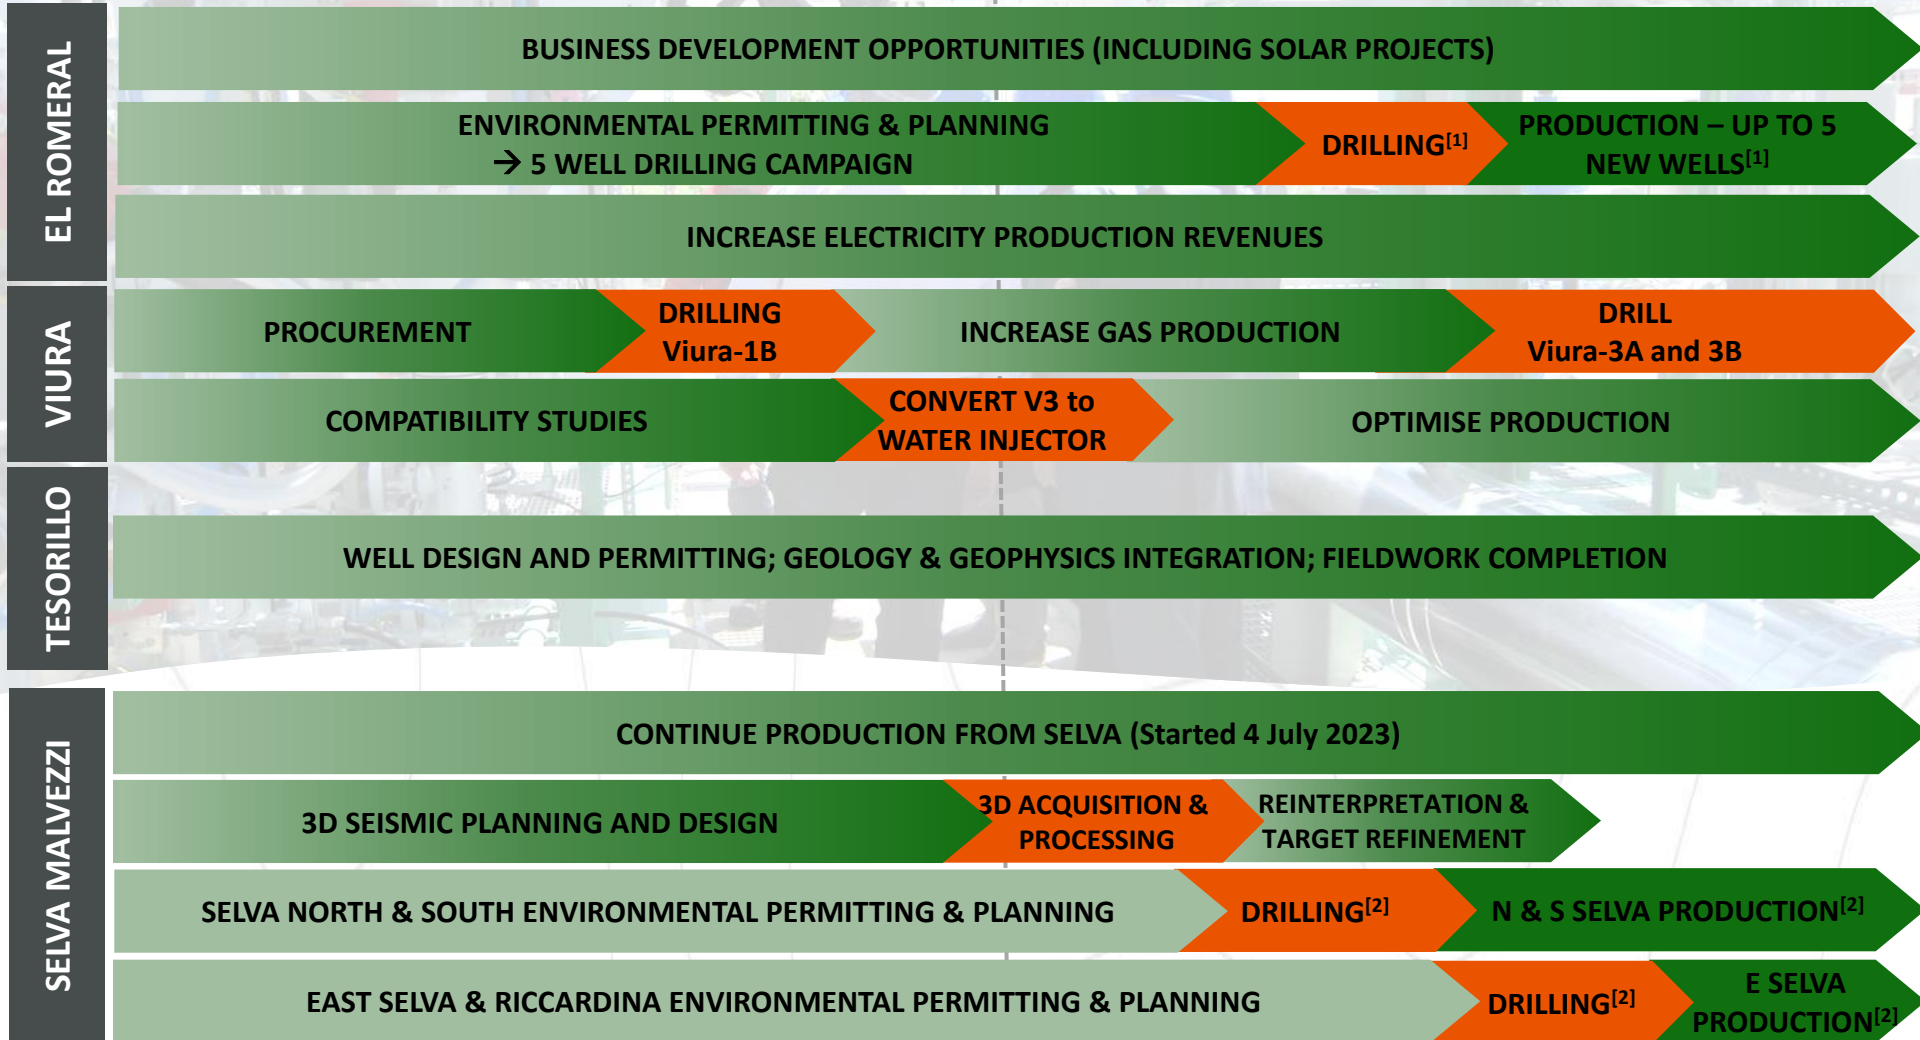 EL ROMERAL
BUSINESS DEVELOPMENT OPPORTUNITIES (INCLUDING SOLAR PROJECTS)
ENVIRONMENTAL PERMITTING & PLANNING
→ 5 WELL DRILLING CAMPAIGN
DRILLING[1]
PRODUCTION – UP TO 5
NEW WELLS[1]
INCREASE ELECTRICITY PRODUCTION REVENUES
VIURA
PROCUREMENT
DRILLING
Viura-1B
INCREASE GAS PRODUCTION
DRILL
Viura-3A and 3B
COMPATIBILITY STUDIES
CONVERT V3 to
WATER INJECTOR
OPTIMISE PRODUCTION
TESORILLO
WELL DESIGN AND PERMITTING; GEOLOGY & GEOPHYSICS INTEGRATION; FIELDWORK COMPLETION
SELVA MALVEZZI
CONTINUE PRODUCTION FROM SELVA (Started 4 July 2023)
3D SEISMIC PLANNING AND DESIGN
3D ACQUISITION &
PROCESSING
REINTERPRETATION &
TARGET REFINEMENT
SELVA NORTH & SOUTH ENVIRONMENTAL PERMITTING & PLANNING
DRILLING[2]
N & S SELVA PRODUCTION[2]
EAST SELVA & RICCARDINA ENVIRONMENTAL PERMITTING & PLANNING
DRILLING[2]
E SELVA
PRODUCTION[2]